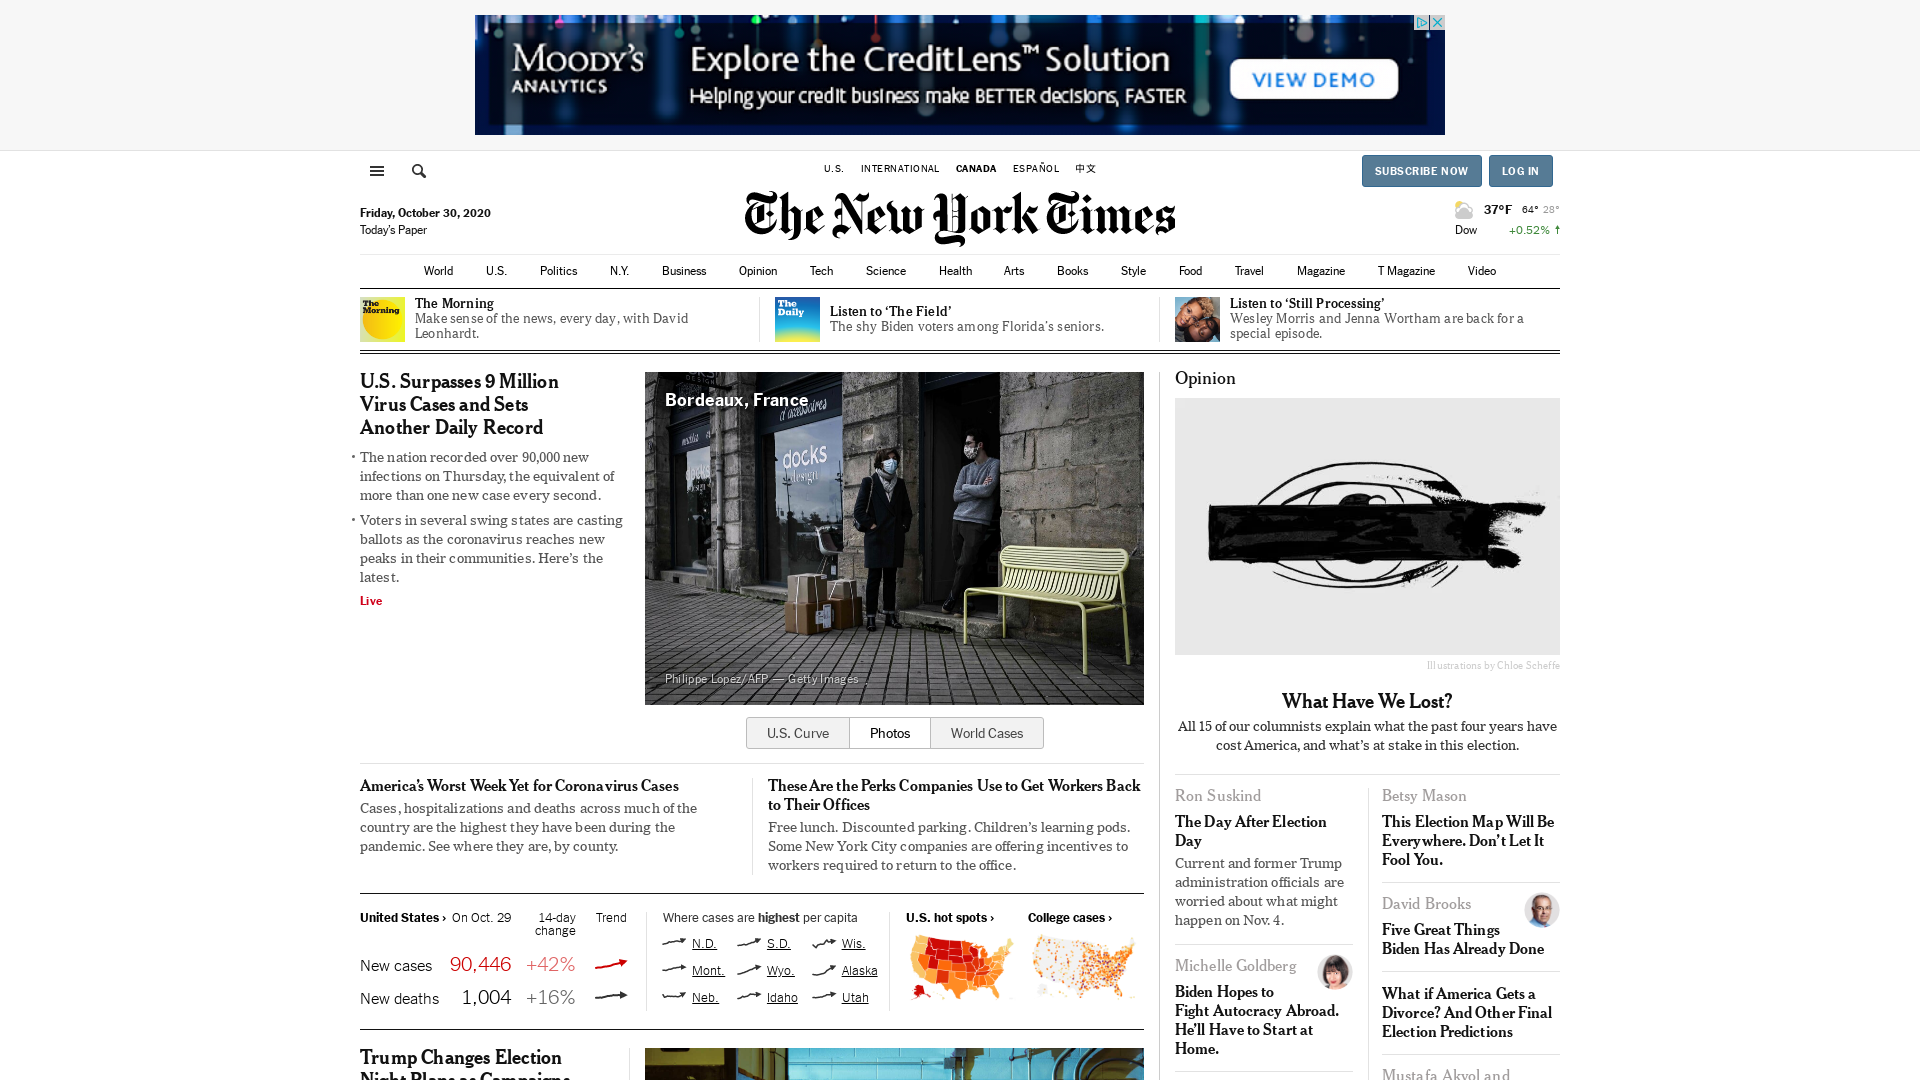 MOODY'S
ANALYTICS
Explore the CreditLens™ Solution
Helping your credit business make BETTER decisions, FASTER
VIEW DEMO
U.S. INTERNATIONAL CANADA ESPAÑOL 中文
SUBSCRIBE NOW LOG IN
The New York Times
Friday, October 30, 2020
Today's Paper
37°F 64° 28°
Dow +0.52% ↑
World U.S. Politics N.Y. Business Opinion Tech Science Health Arts Books Style Food Travel Magazine T Magazine Video
The
Morning
The Morning
Make sense of the news, every day, with David
Leonhardt.
The
Daily
Listen to ‘The Field’
The shy Biden voters among Florida's seniors.
Listen to ‘Still Processing’
Wesley Morris and Jenna Wortham are back for a
special episode.
U.S. Surpasses 9 Million
Virus Cases and Sets
Another Daily Record
• The nation recorded over 90,000 new
infections on Thursday, the equivalent of
more than one new case every second.
• Voters in several swing states are casting
ballots as the coronavirus reaches new
peaks in their communities. Here's the
latest.
Live
Bordeaux, France
d'accessoires
docks
design
docks
design
Philippe Lopez/AFP — Getty Images
U.S. Curve Photos World Cases
America's Worst Week Yet for Coronavirus Cases
Cases, hospitalizations and deaths across much of the
country are the highest they have been during the
pandemic. See where they are, by county.
These Are the Perks Companies Use to Get Workers Back
to Their Offices
Free lunch. Discounted parking. Children's learning pods.
Some New York City companies are offering incentives to
workers required to return to the office.
United States › On Oct. 29 14-day
change Trend
New cases 90,446 +42%
New deaths 1,004 +16%
Where cases are highest per capita
N.D. S.D. Wis.
Mont. Wyo. Alaska
Neb. Idaho Utah
U.S. hot spots › College cases ›
Trump Changes Election
Night Plans as Campaigns
Opinion
Illustrations by Chloe Scheffe
What Have We Lost?
All 15 of our columnists explain what the past four years have
cost America, and what's at stake in this election.
Ron Suskind
The Day After Election
Day
Current and former Trump
administration officials are
worried about what might
happen on Nov. 4.
Michelle Goldberg
Biden Hopes to
Fight Autocracy Abroad.
He'll Have to Start at
Home.
Betsy Mason
This Election Map Will Be
Everywhere. Don't Let It
Fool You.
David Brooks
Five Great Things
Biden Has Already Done
What if America Gets a
Divorce? And Other Final
Election Predictions
Mustafa Akyol and